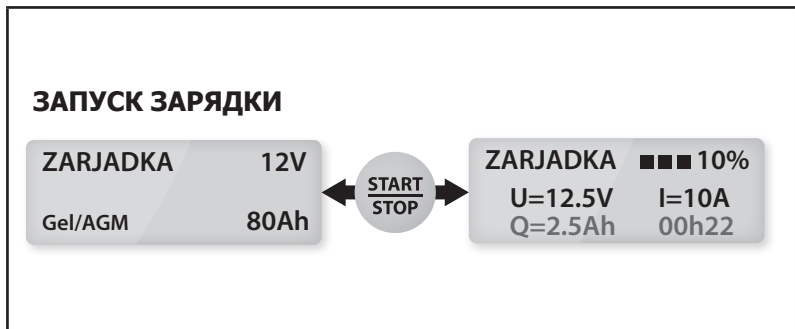 ЗАПУСК ЗАРЯДКИ
ZARJADKA 12V
Gel/AGM 80Ah
START
STOP
ZARJADKA 10%
U=12.5V I=10A
Q=2.5Ah 00h22